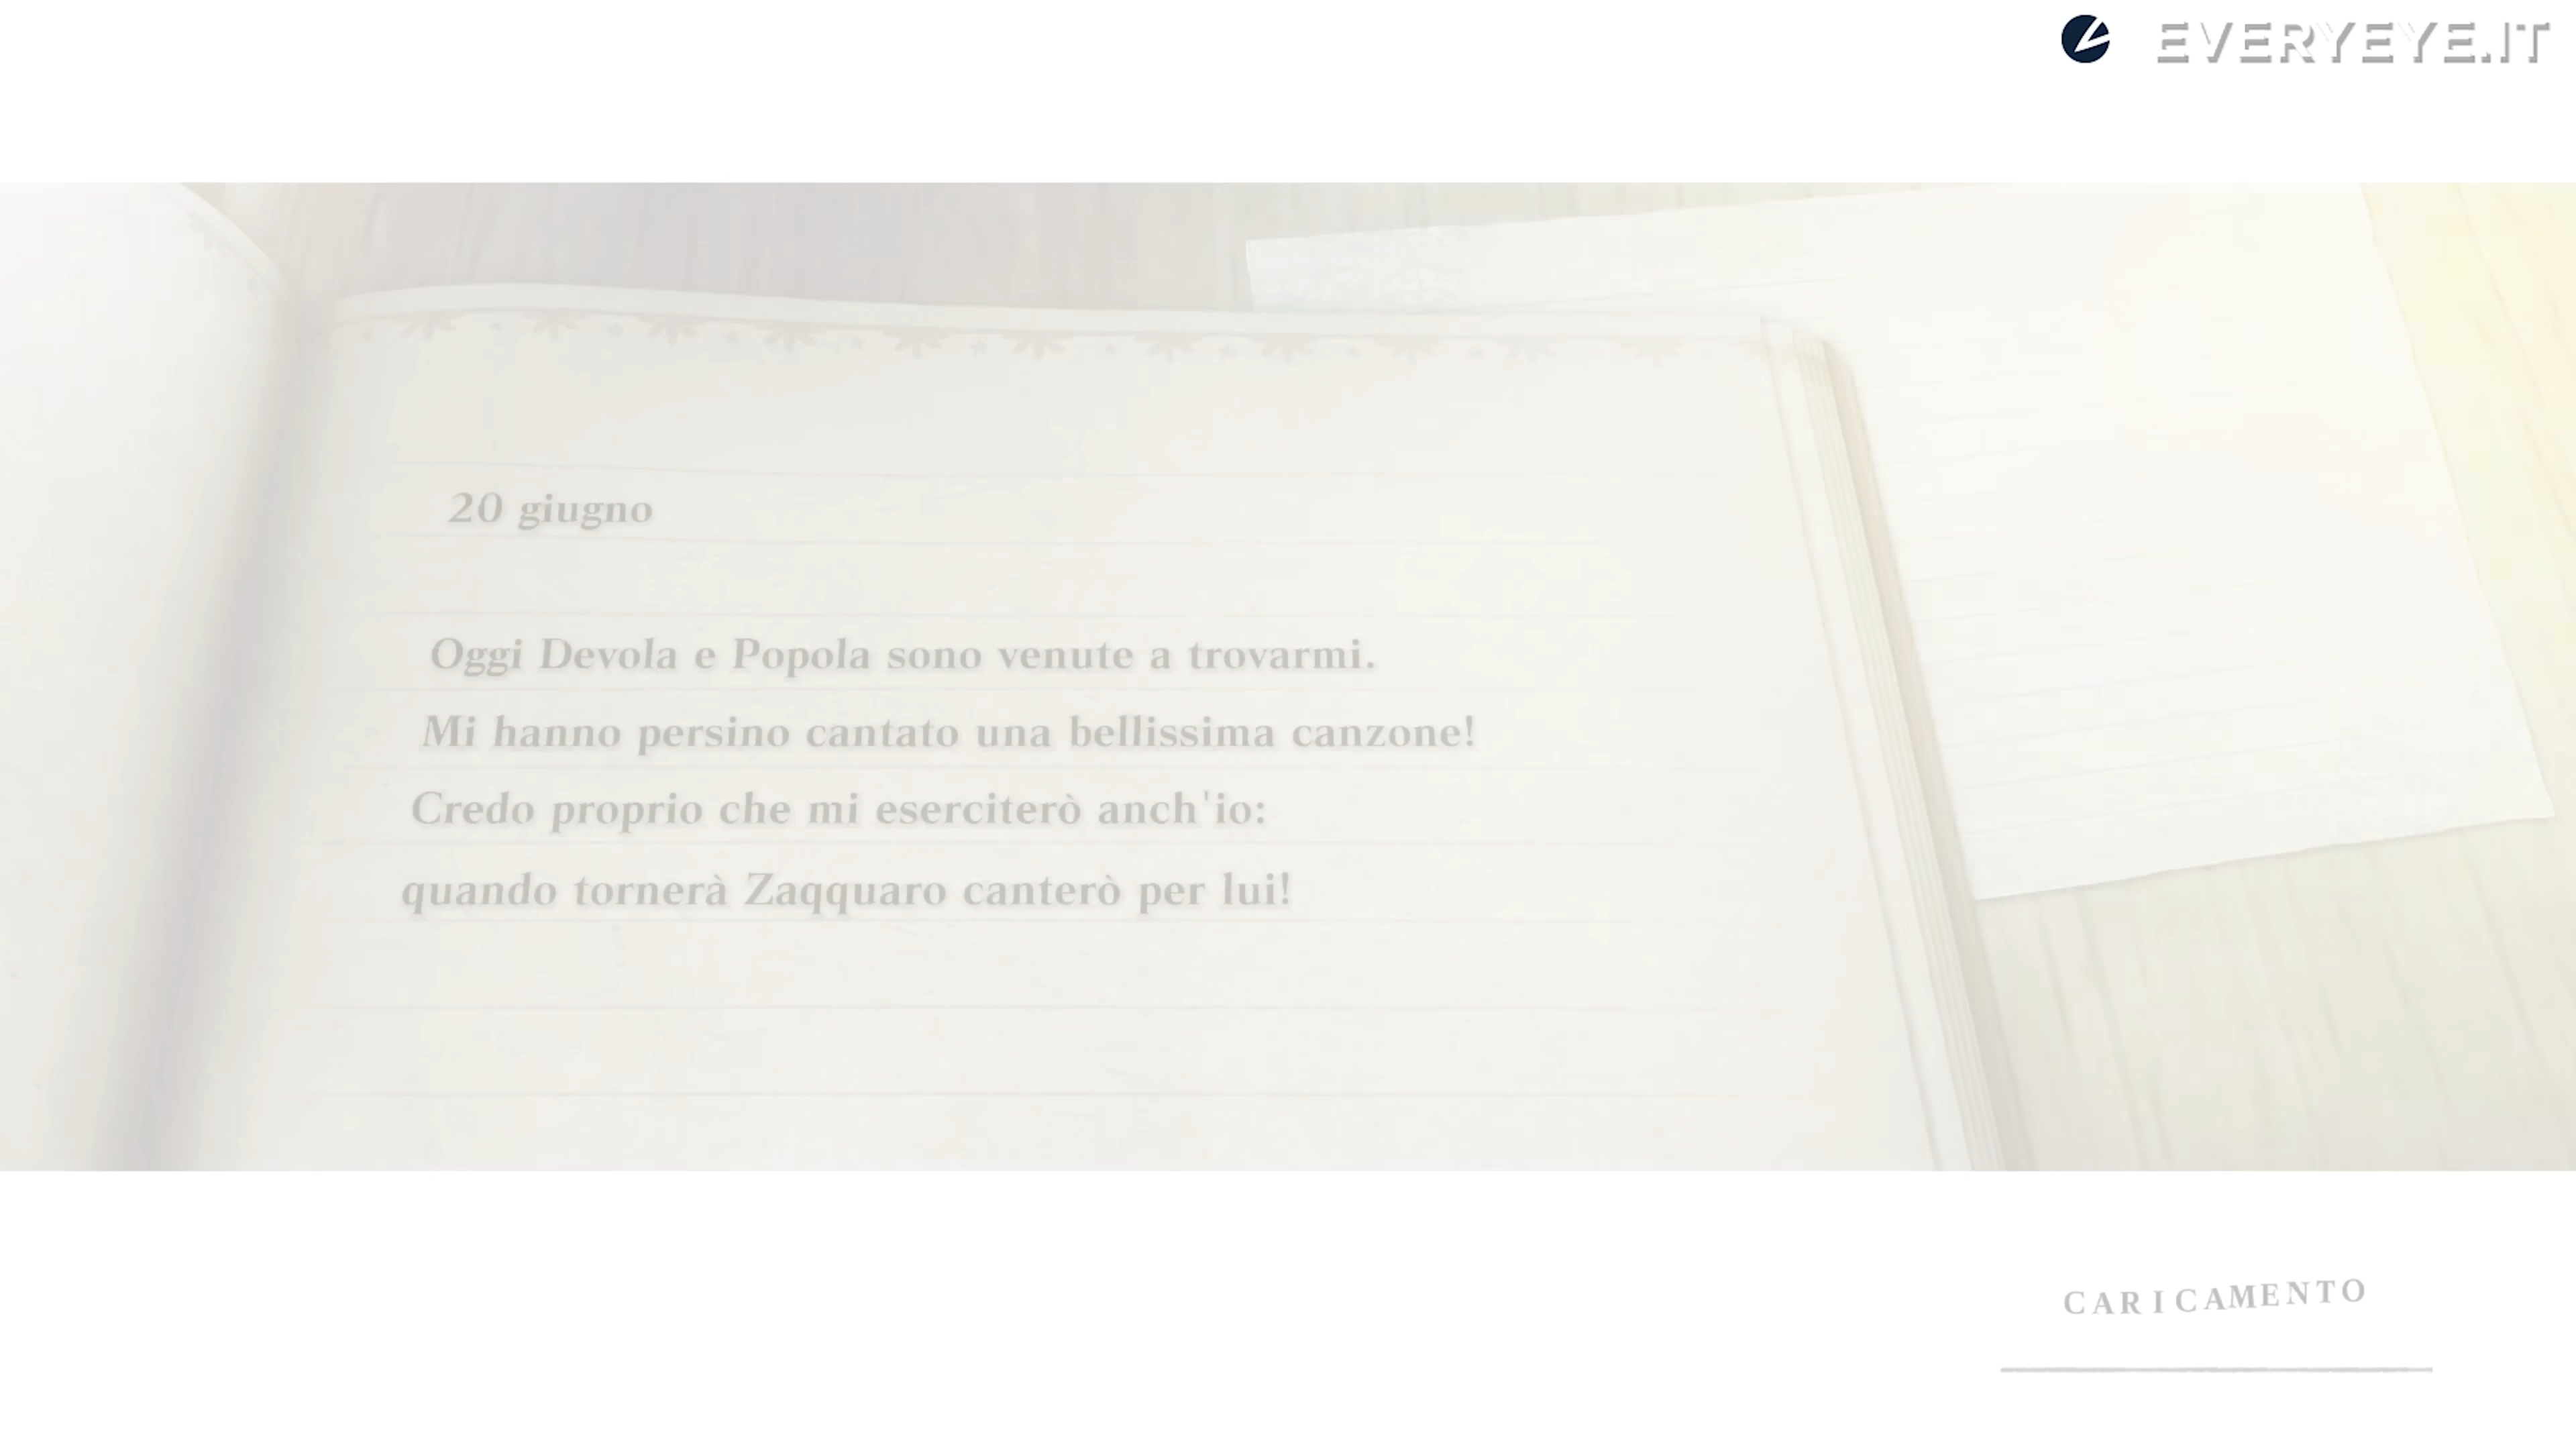 EVERYEYE.IT
20 giugno
Oggi Devola e Popola sono venute a trovarmi.
Mi hanno persino cantato una bellissima canzone!
Credo proprio che mi eserciterò anch'io:
quando tornerà Zaqquaro canterò per lui!
CARICAMENTO